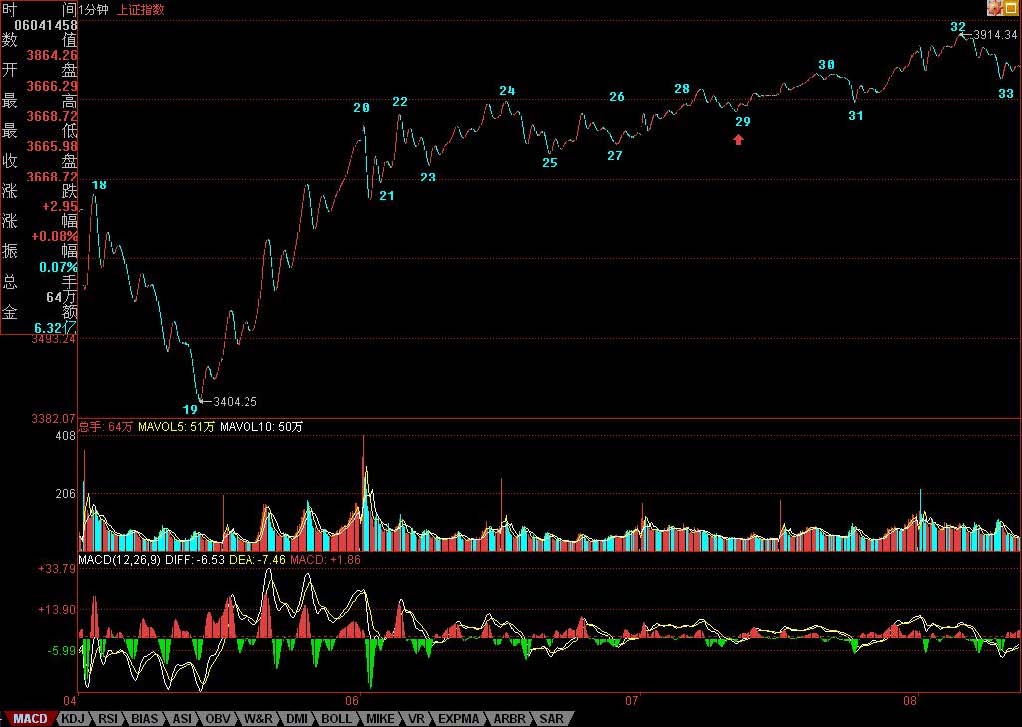 1分钟 上证指数
时间
06041458
数值
3864.26
开盘
3666.29
最高
3668.72
最低
3665.98
收盘
3668.72
涨跌
+2.95
涨幅
+0.08%
振幅
0.07%
总手
64万
金额
6.32亿
3493.24
3382.07
18
19
3404.25
20
21
22
23
24
25
26
27
28
29
30
31
32
3914.34
33
总手: 64万 MAVOL5: 51万 MAVOL10: 50万
408
206
MACD(12,26,9) DIFF: -6.53 DEA: -7.46 MACD: +1.86
+33.79
+13.90
-5.99
04 06 07 08
MACD KDJ RSI BIAS ASI OBV W&R DMI BOLL MIKE VR EXPMA ARBR SAR